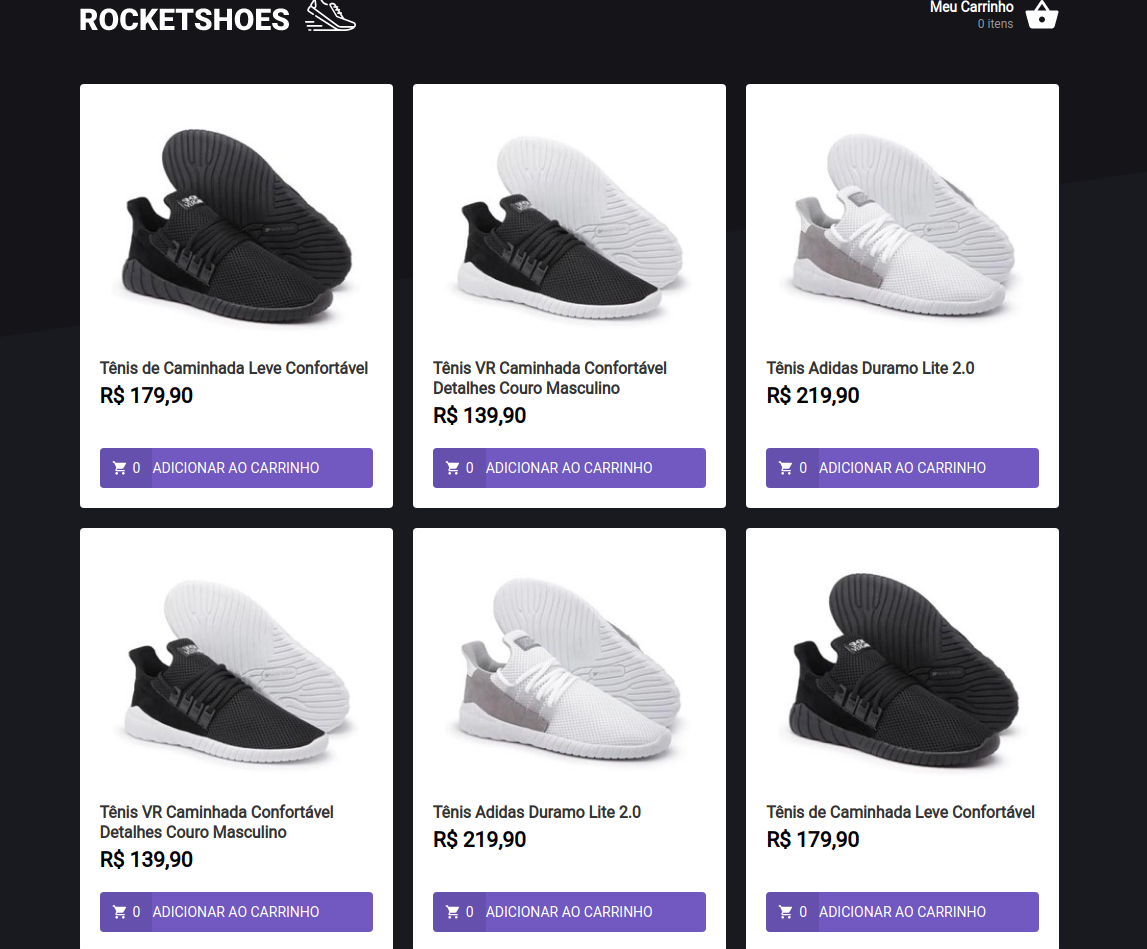 ROCKETSHOES
Meu Carrinho
0 itens
Tênis de Caminhada Leve Confortável
R$ 179,90
0 ADICIONAR AO CARRINHO
Tênis VR Caminhada Confortável
Detalhes Couro Masculino
R$ 139,90
0 ADICIONAR AO CARRINHO
Tênis Adidas Duramo Lite 2.0
R$ 219,90
0 ADICIONAR AO CARRINHO
Tênis VR Caminhada Confortável
Detalhes Couro Masculino
R$ 139,90
0 ADICIONAR AO CARRINHO
Tênis Adidas Duramo Lite 2.0
R$ 219,90
0 ADICIONAR AO CARRINHO
Tênis de Caminhada Leve Confortável
R$ 179,90
0 ADICIONAR AO CARRINHO